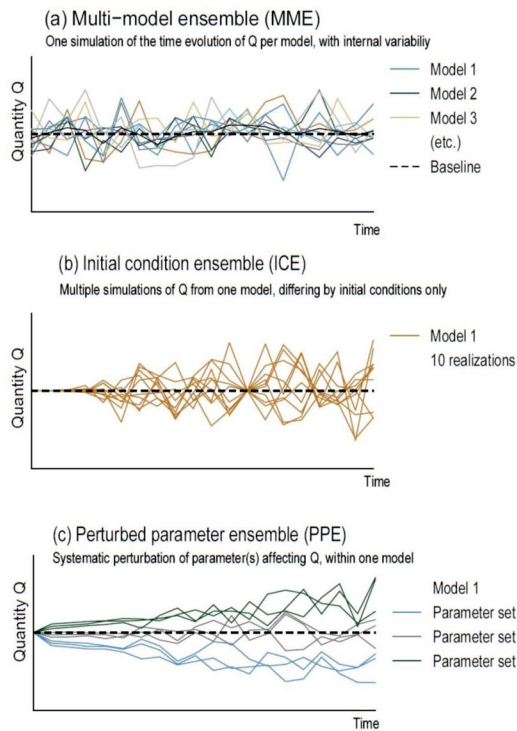 (a) Multi-model ensemble (MME)
One simulation of the time evolution of Q per model, with internal variabiliy
Quantity Q
Model 1
Model 2
Model 3
(etc.)
Baseline
Time
(b) Initial condition ensemble (ICE)
Multiple simulations of Q from one model, differing by initial conditions only
Quantity Q
Model 1
10 realizations
Time
(c) Perturbed parameter ensemble (PPE)
Systematic perturbation of parameter(s) affecting Q, within one model
Quantity Q
Model 1
Parameter set
Parameter set
Parameter set
Time